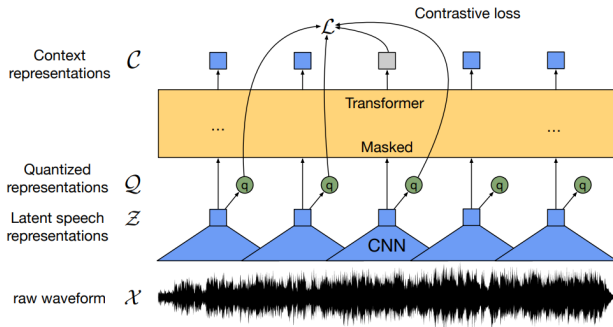 Contrastive loss
ℒ
Context
representations
𝒞
Transformer
...
...
Masked
Quantized
representations
𝒬
q
q
q
q
q
Latent speech
representations
𝒵
CNN
raw waveform
𝒳